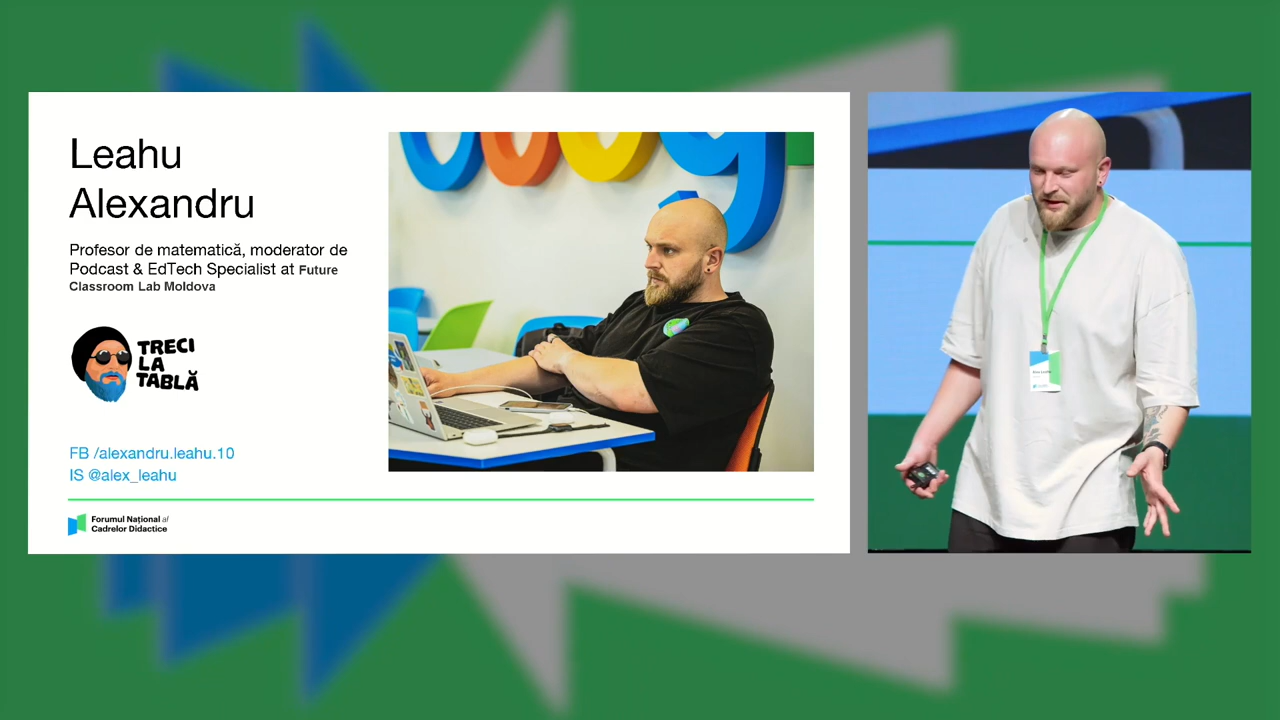 Leahu
Alexandru
Profesor de matematică, moderator de
Podcast & EdTech Specialist at Future
Classroom Lab Moldova
TRECI
LA
TABLĂ
FB /alexandru.leahu.10
IS @alex_leahu
Forumul Național al
Cadrelor Didactice